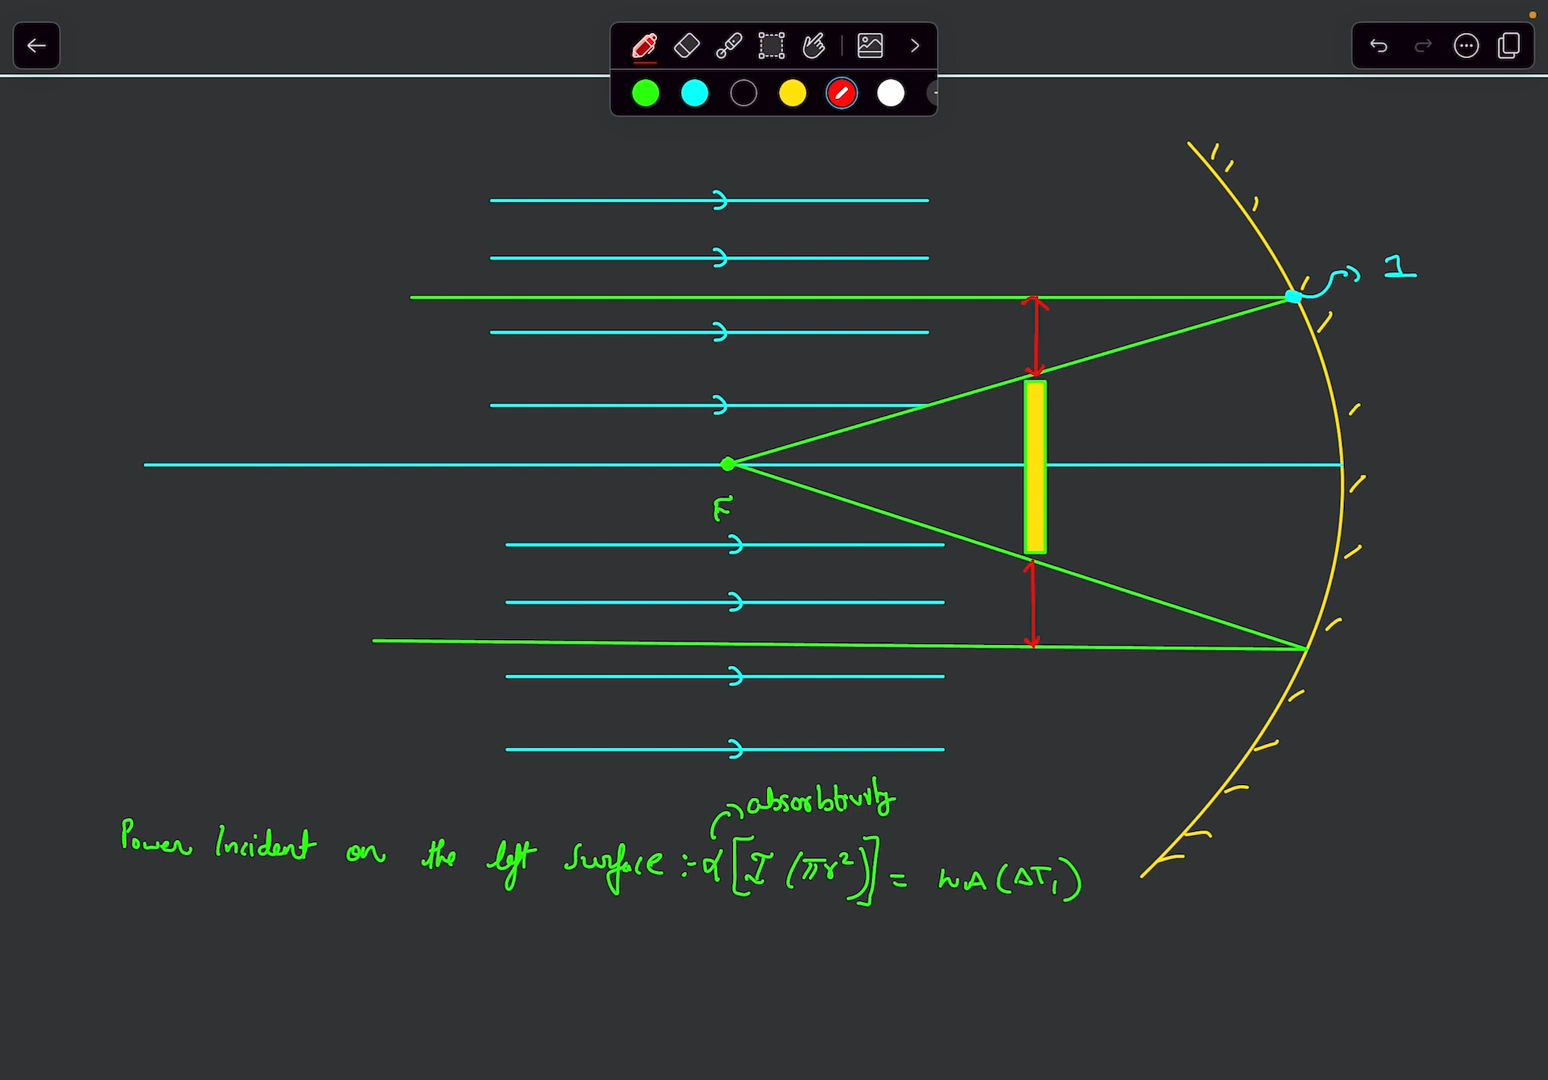 1
F
absorbtivity
Power Incident on the left surface :- α[I (πr²)] = hA(ΔT₁)